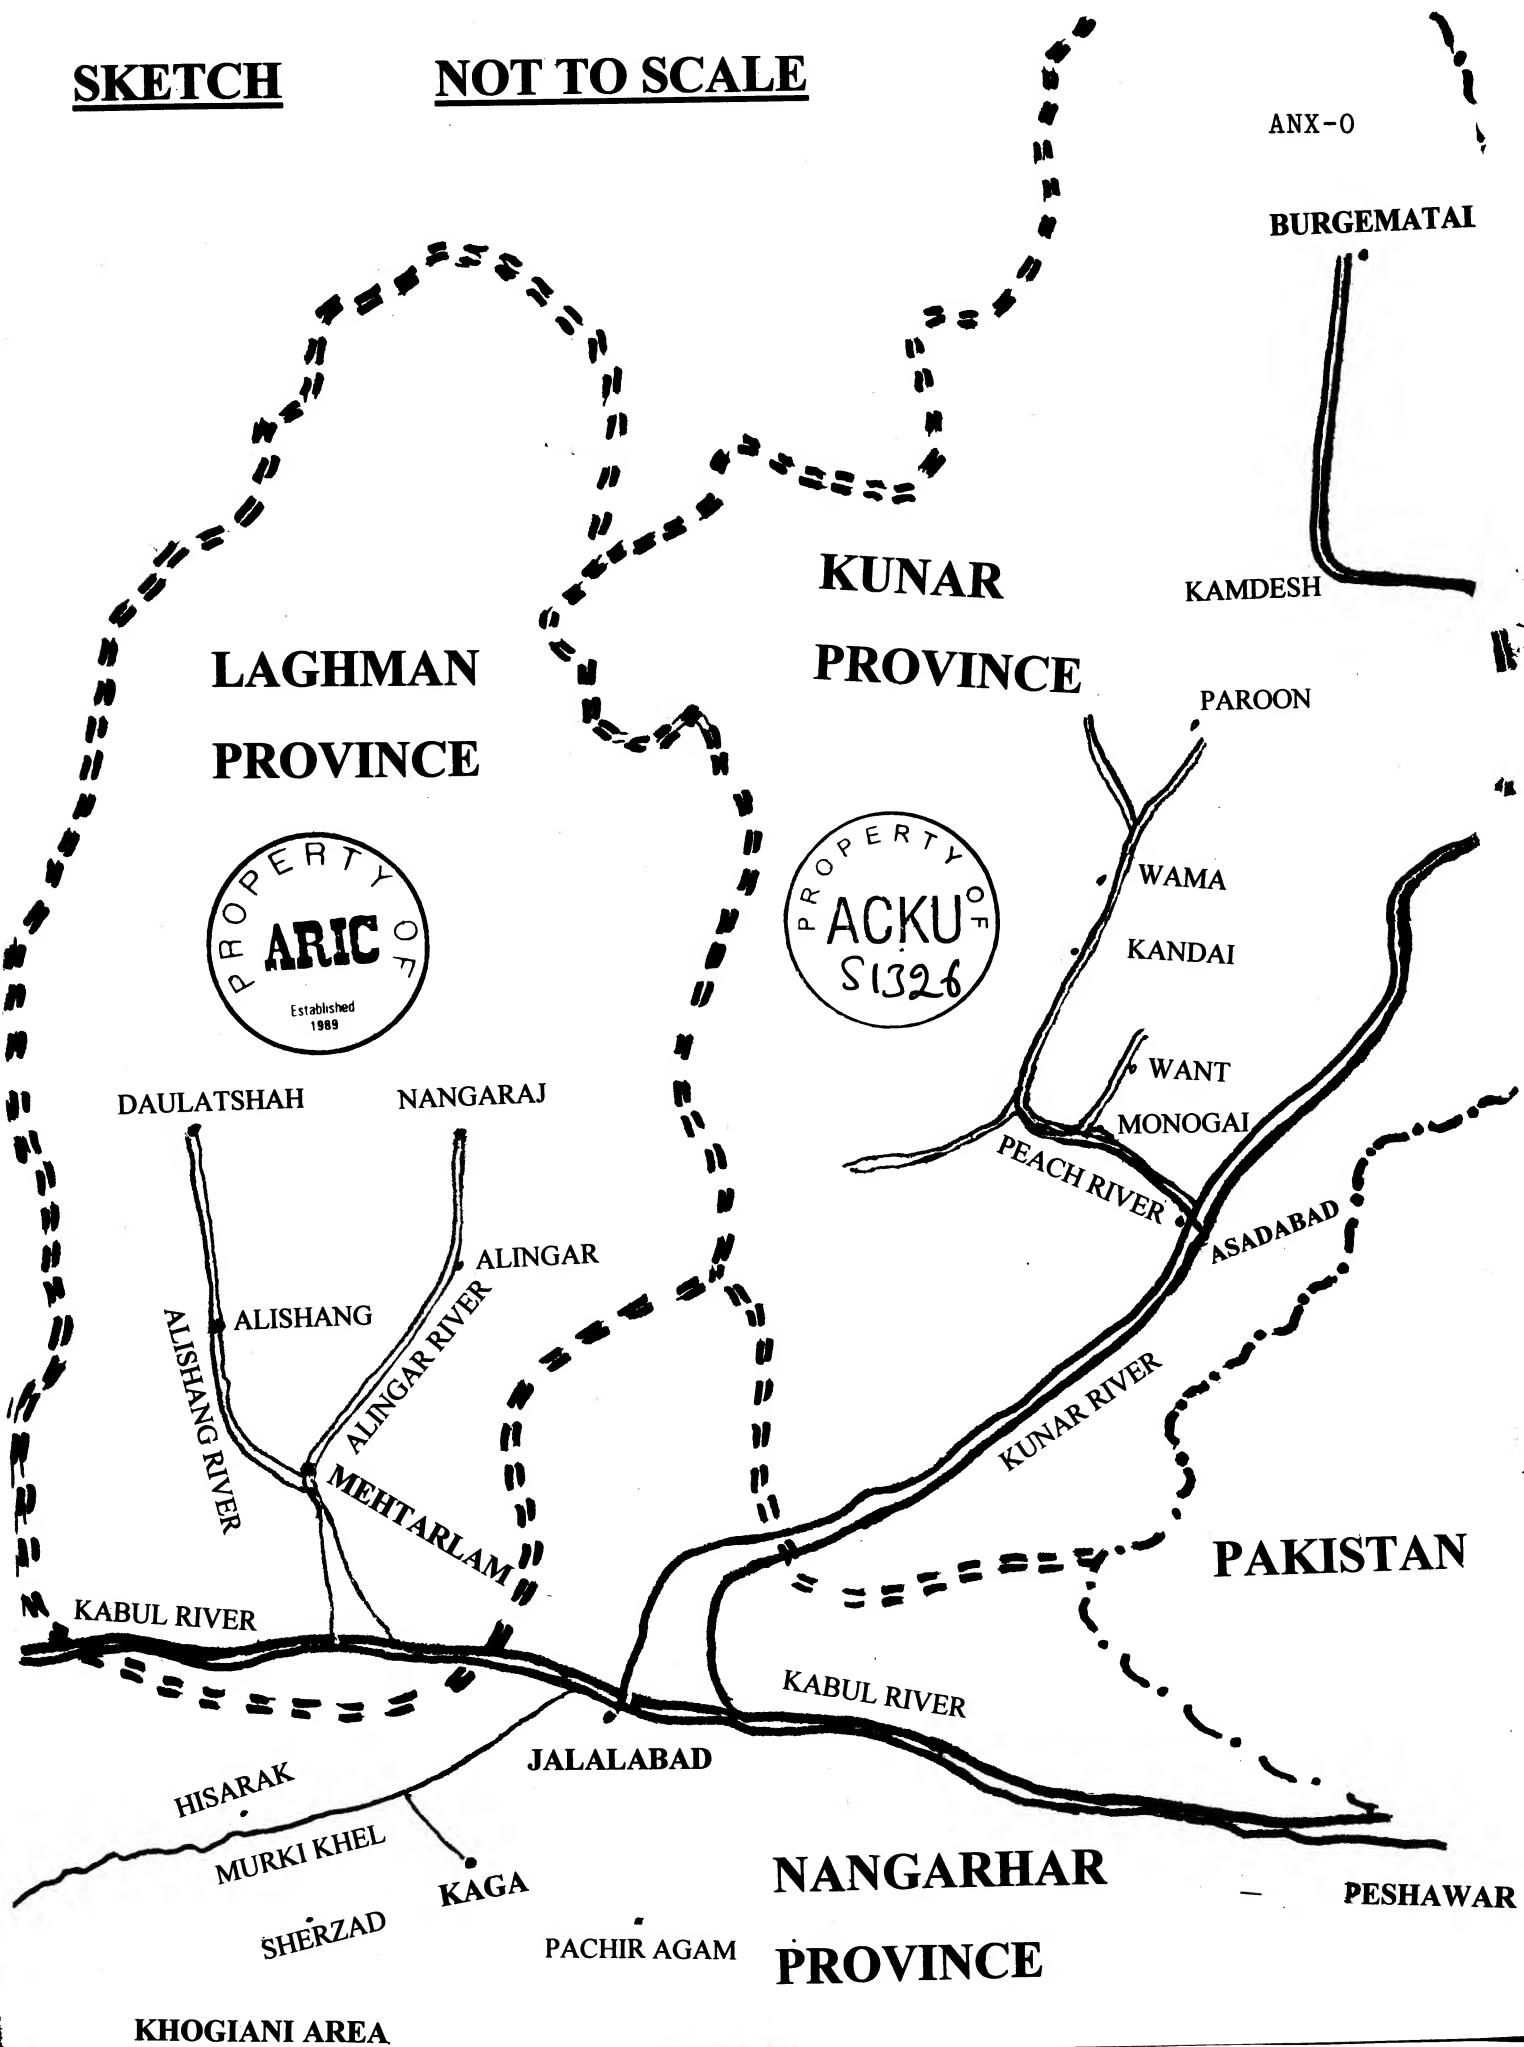 SKETCH NOT TO SCALE
ANX-O
BURGEMATAI
KUNAR
PROVINCE
KAMDESH
LAGHMAN
PROVINCE
PAROON
PROPERTY OF
ARIC
Established
1989
PROPERTY OF
ACKU
S1326
WAMA
KANDAI
WANT
MONOGAI
PEACH RIVER
ASADABAD
DAULATSHAH
NANGARAJ
ALINGAR
ALISHANG
ALISHANG RIVER
ALINGAR RIVER
MEHTARLAM
KUNAR RIVER
PAKISTAN
KABUL RIVER
KABUL RIVER
JALALABAD
HISARAK
MURKI KHEL
KAGA
SHERZAD
PACHIR AGAM
NANGARHAR
PROVINCE
PESHAWAR
KHOGIANI AREA